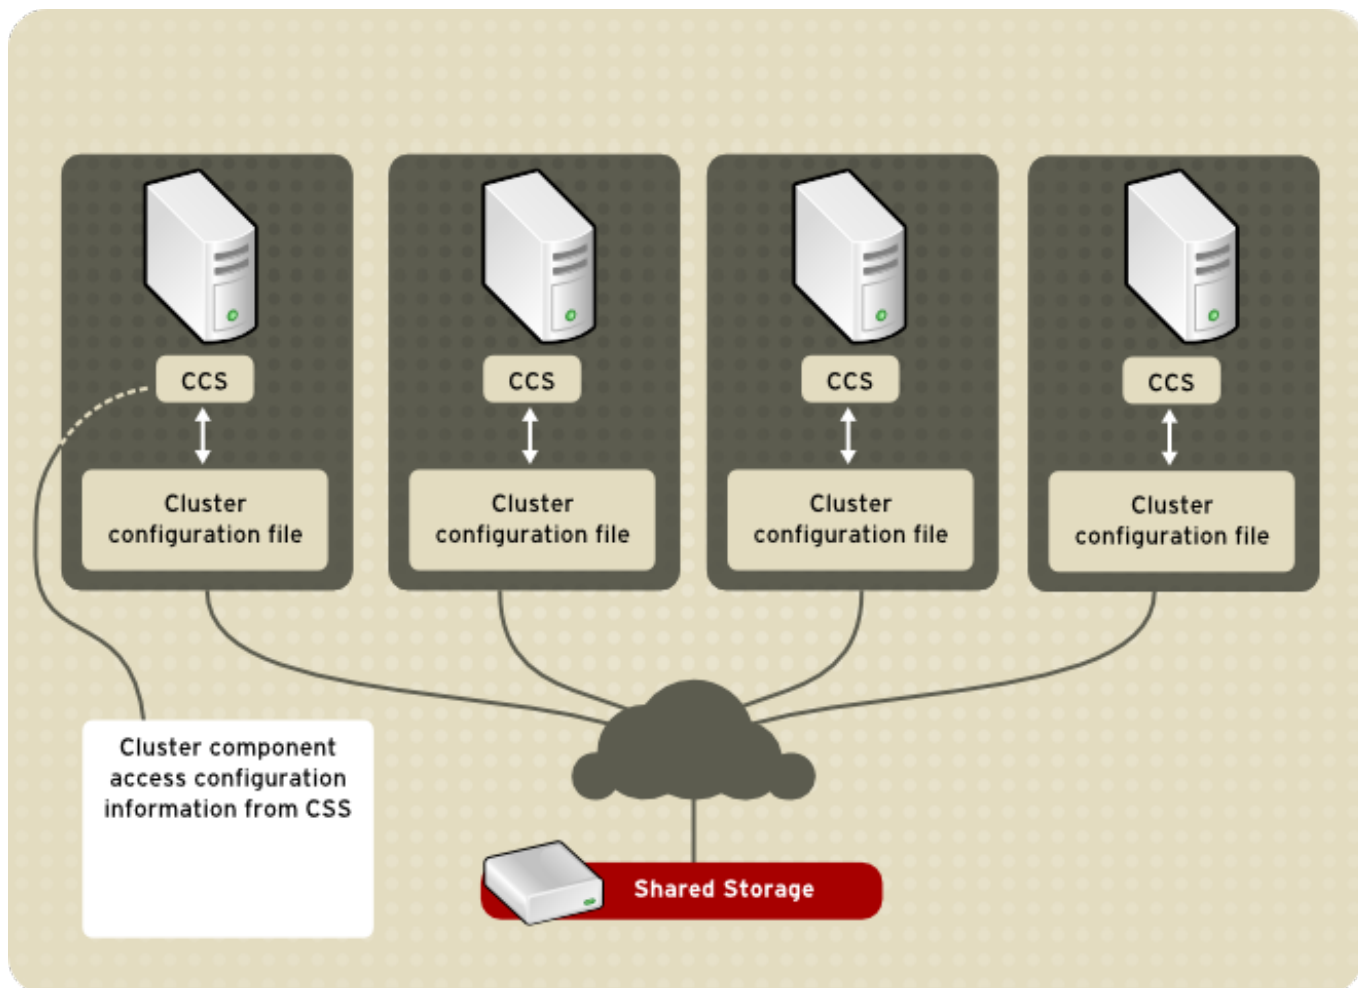 CCS
CCS
CCS
CCS
Cluster
configuration file
Cluster
configuration file
Cluster
configuration file
Cluster
configuration file
Cluster component
access configuration
information from CSS
Shared Storage